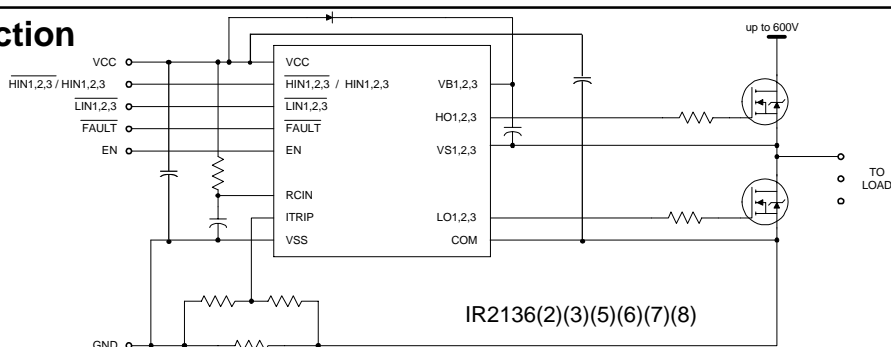 ction
up to 600V
VCC
HIN1,2,3 / HIN1,2,3
LIN1,2,3
FAULT
EN
GND
VCC
HIN1,2,3 / HIN1,2,3
LIN1,2,3
FAULT
EN
RCIN
ITRIP
VSS
VB1,2,3
HO1,2,3
VS1,2,3
LO1,2,3
COM
TO
LOAD
IR2136(2)(3)(5)(6)(7)(8)